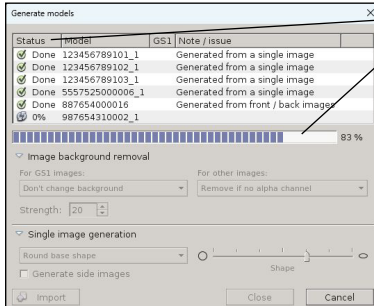 Generate models
Status Model GS1 Note / issue
Done 123456789101_1 Generated from a single image
Done 123456789102_1 Generated from a single image
Done 123456789103_1 Generated from a single image
Done 5557525000006_1 Generated from a single image
Done 887654000016 Generated from front / back images
0% 987654310002_1
83 %
Image background removal
For GS1 images: For other images:
Don't change background Remove if no alpha channel
Strength: 20
Single image generation
Round base shape
Shape
Generate side images
Import Close Cancel